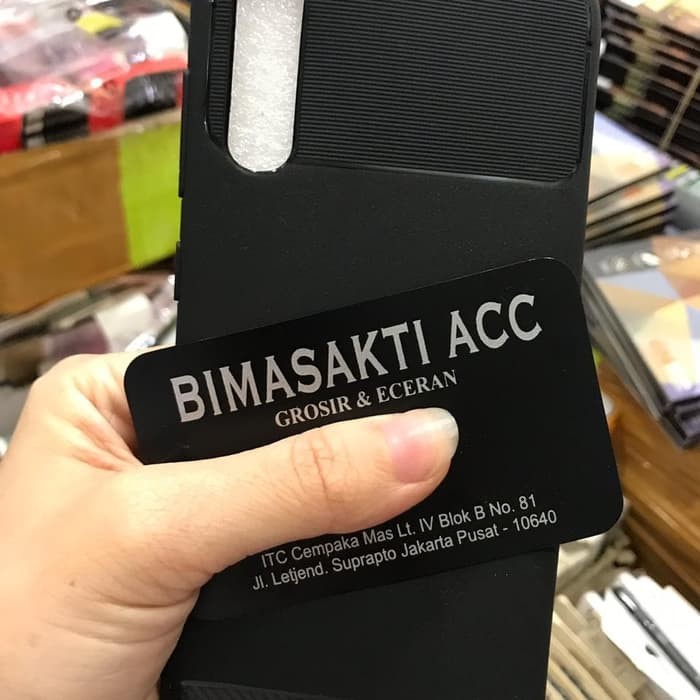 BIMASAKTI ACC
GROSIR & ECERAN
ITC Cempaka Mas Lt. IV Blok B No. 81
Jl. Letjend. Suprapto Jakarta Pusat - 10640